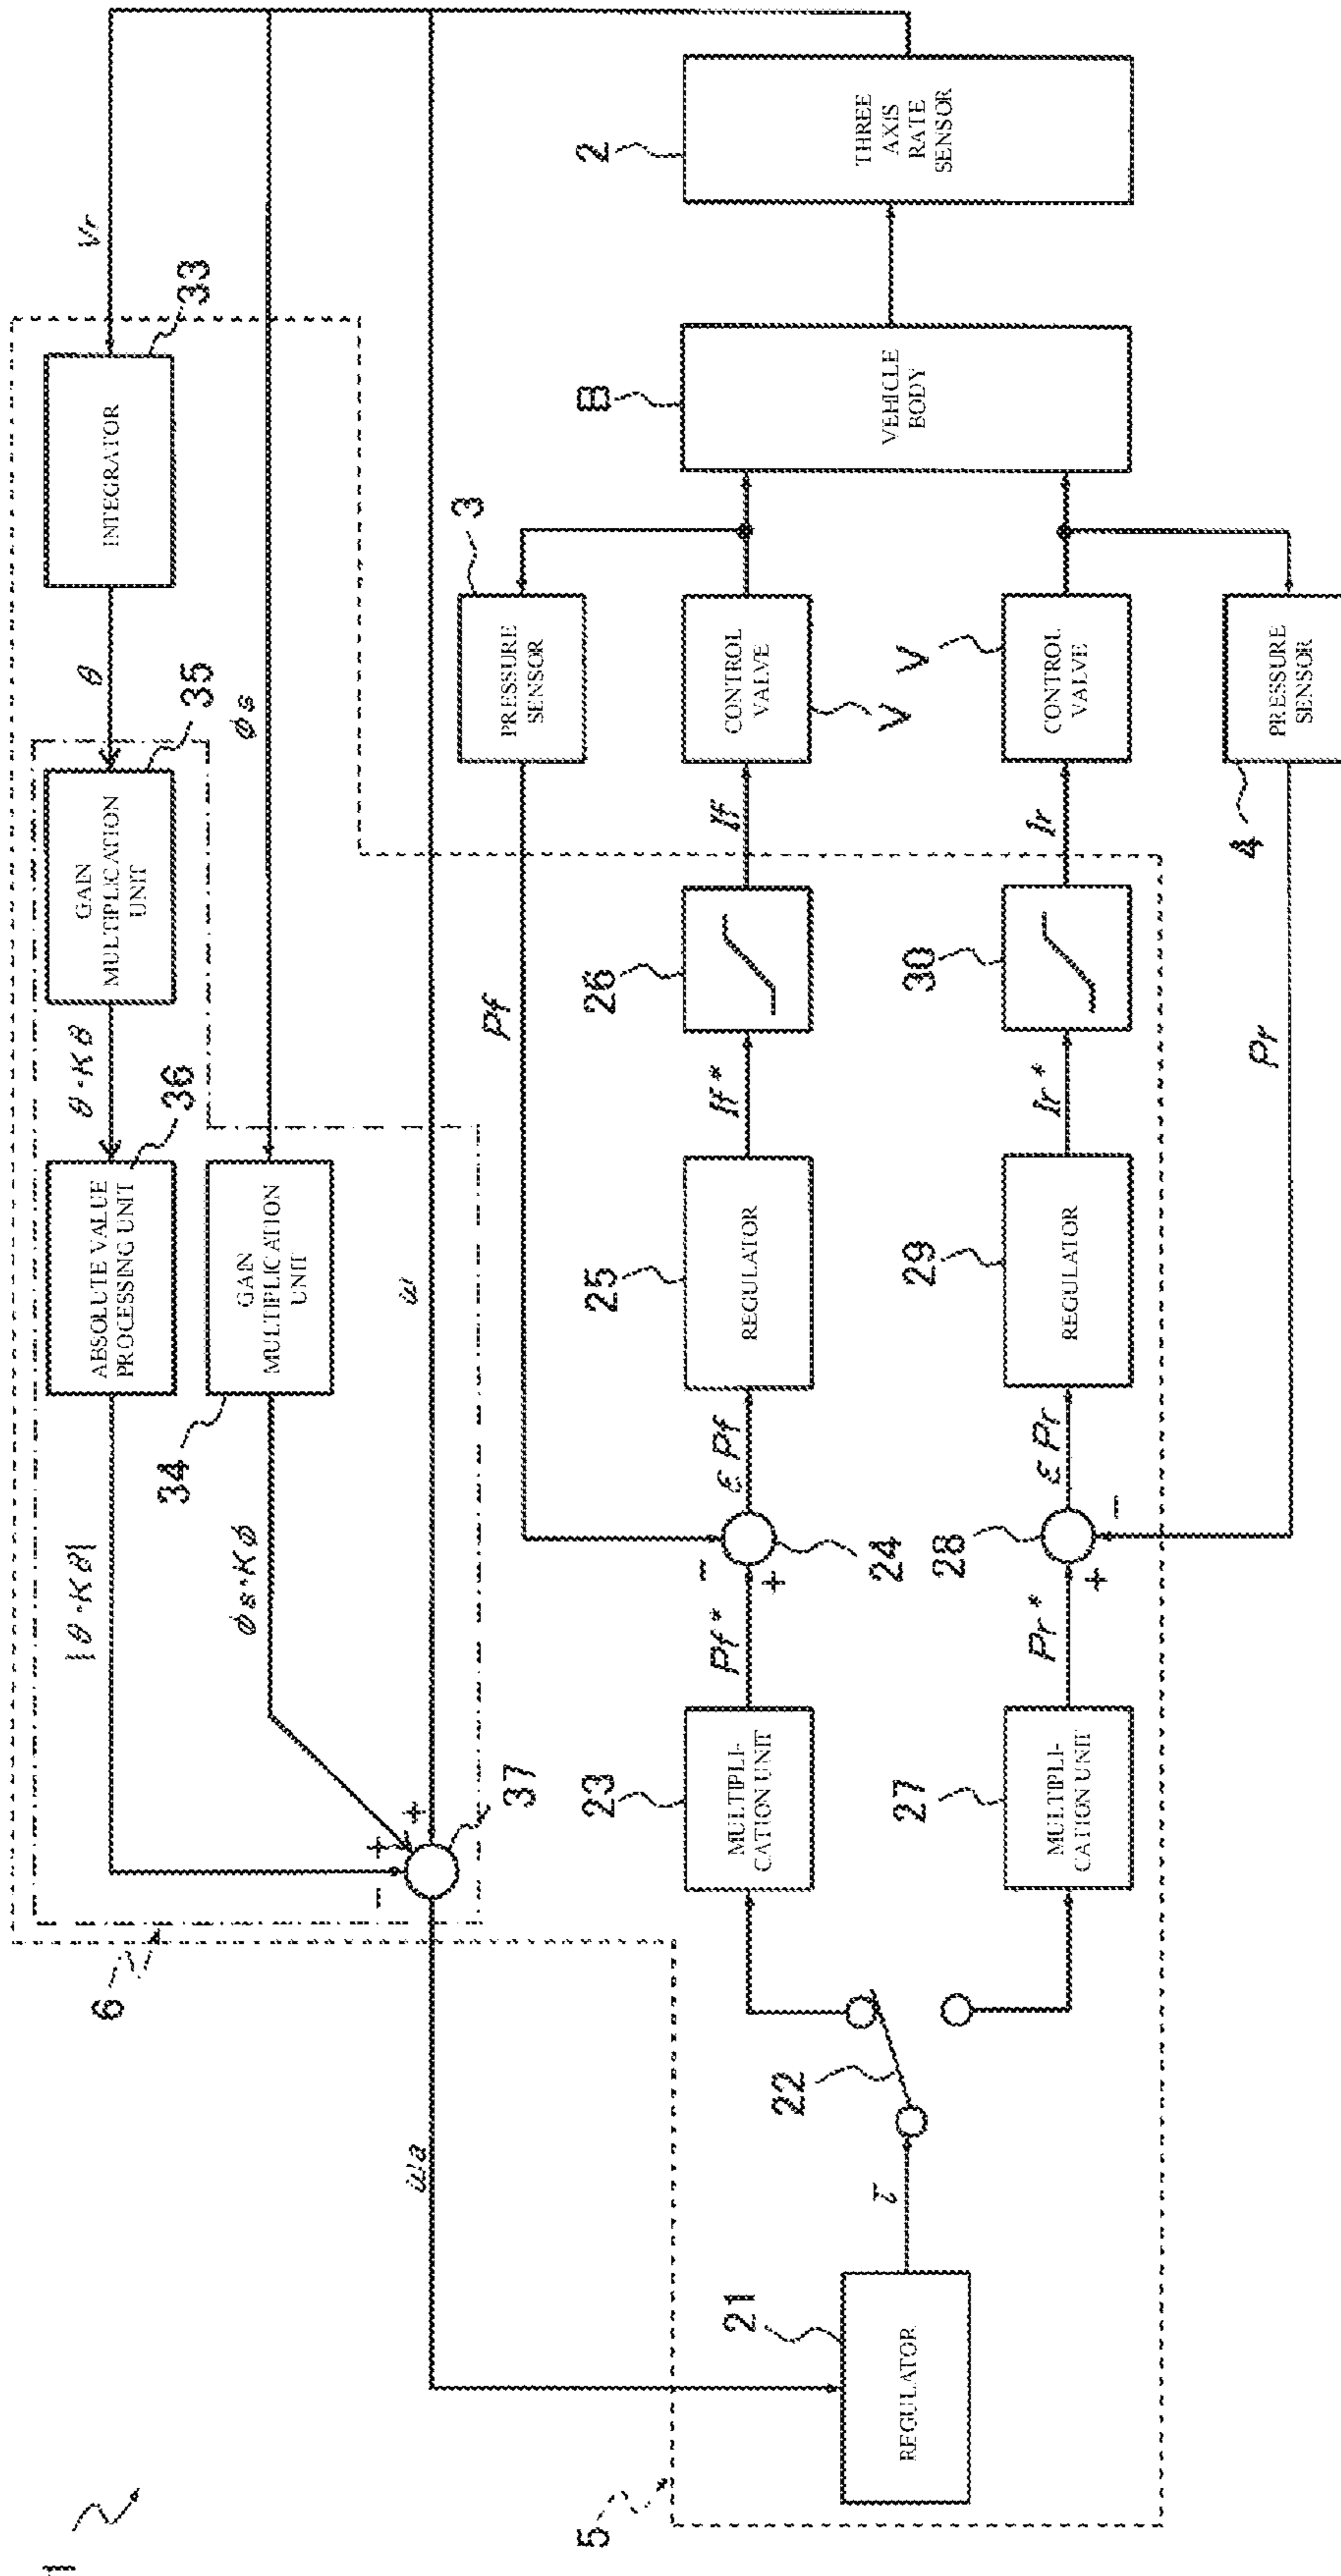 1
6
ωa
|θ・Kθ|
36
ABSOLUTE VALUE
PROCESSING UNIT
θ・Kθ
35
GAIN
MULTIPLICATION
UNIT
θ
33
INTEGRATOR
Vr
34
GAIN
MULTIPLICATION
UNIT
φs・Kφ
φs
37
+
+
−
ω
5
21
REGULATOR
τ
22
23
MULTIPLI-
CATION UNIT
Pf*
−
+
24
εPf
25
REGULATOR
If*
26
If
CONTROL
VALVE
V
3
PRESSURE
SENSOR
Pf
27
MULTIPLI-
CATION UNIT
Pr*
+
−
28
εPr
29
REGULATOR
Ir*
30
Ir
CONTROL
VALVE
V
4
PRESSURE
SENSOR
Pr
B
VEHICLE
BODY
2
THREE
AXIS
RATE
SENSOR